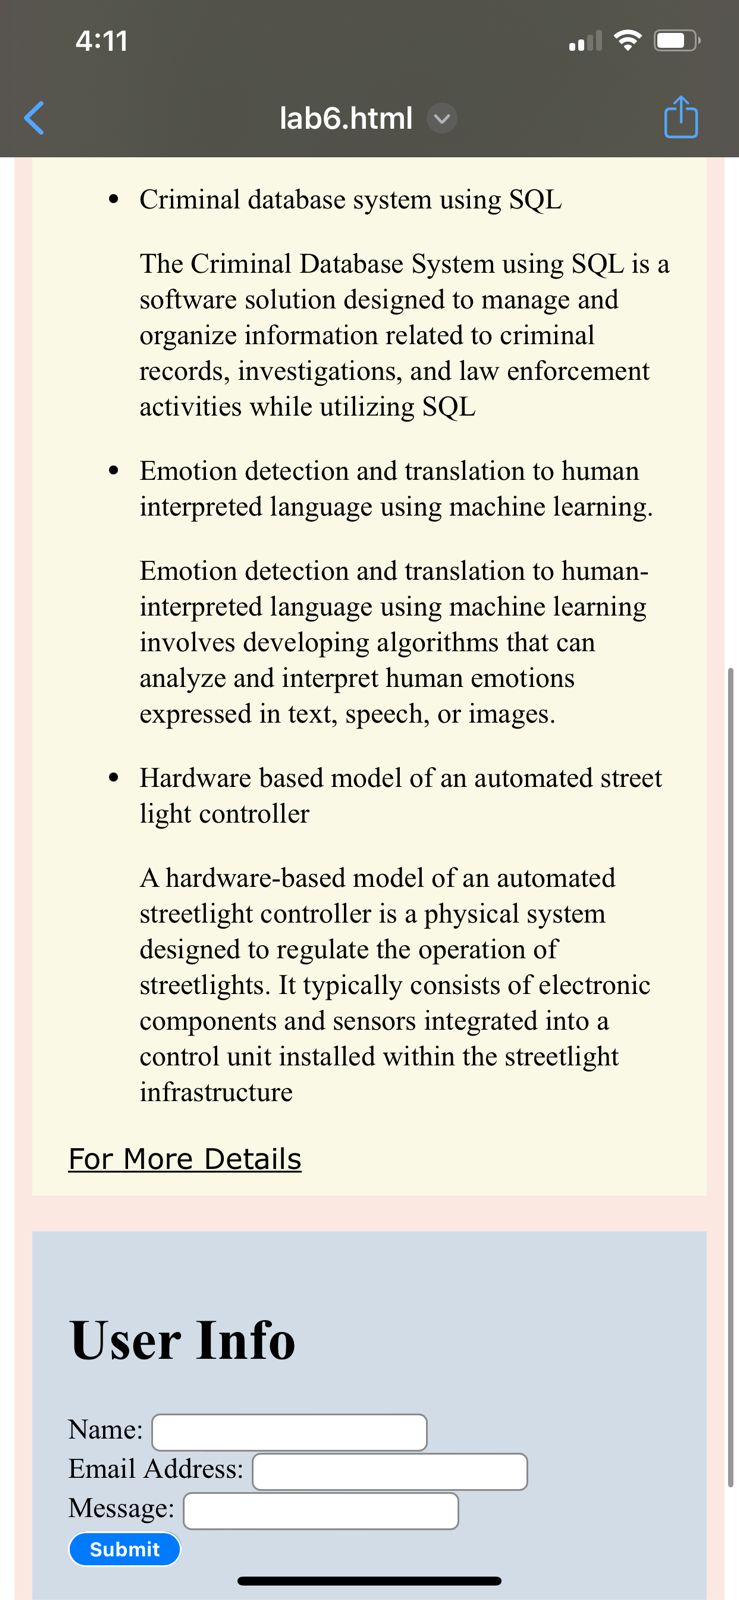 4:11
lab6.html
• Criminal database system using SQL
The Criminal Database System using SQL is a
software solution designed to manage and
organize information related to criminal
records, investigations, and law enforcement
activities while utilizing SQL
• Emotion detection and translation to human
interpreted language using machine learning.
Emotion detection and translation to human-
interpreted language using machine learning
involves developing algorithms that can
analyze and interpret human emotions
expressed in text, speech, or images.
• Hardware based model of an automated street
light controller
A hardware-based model of an automated
streetlight controller is a physical system
designed to regulate the operation of
streetlights. It typically consists of electronic
components and sensors integrated into a
control unit installed within the streetlight
infrastructure
For More Details
User Info
Name:
Email Address:
Message:
Submit